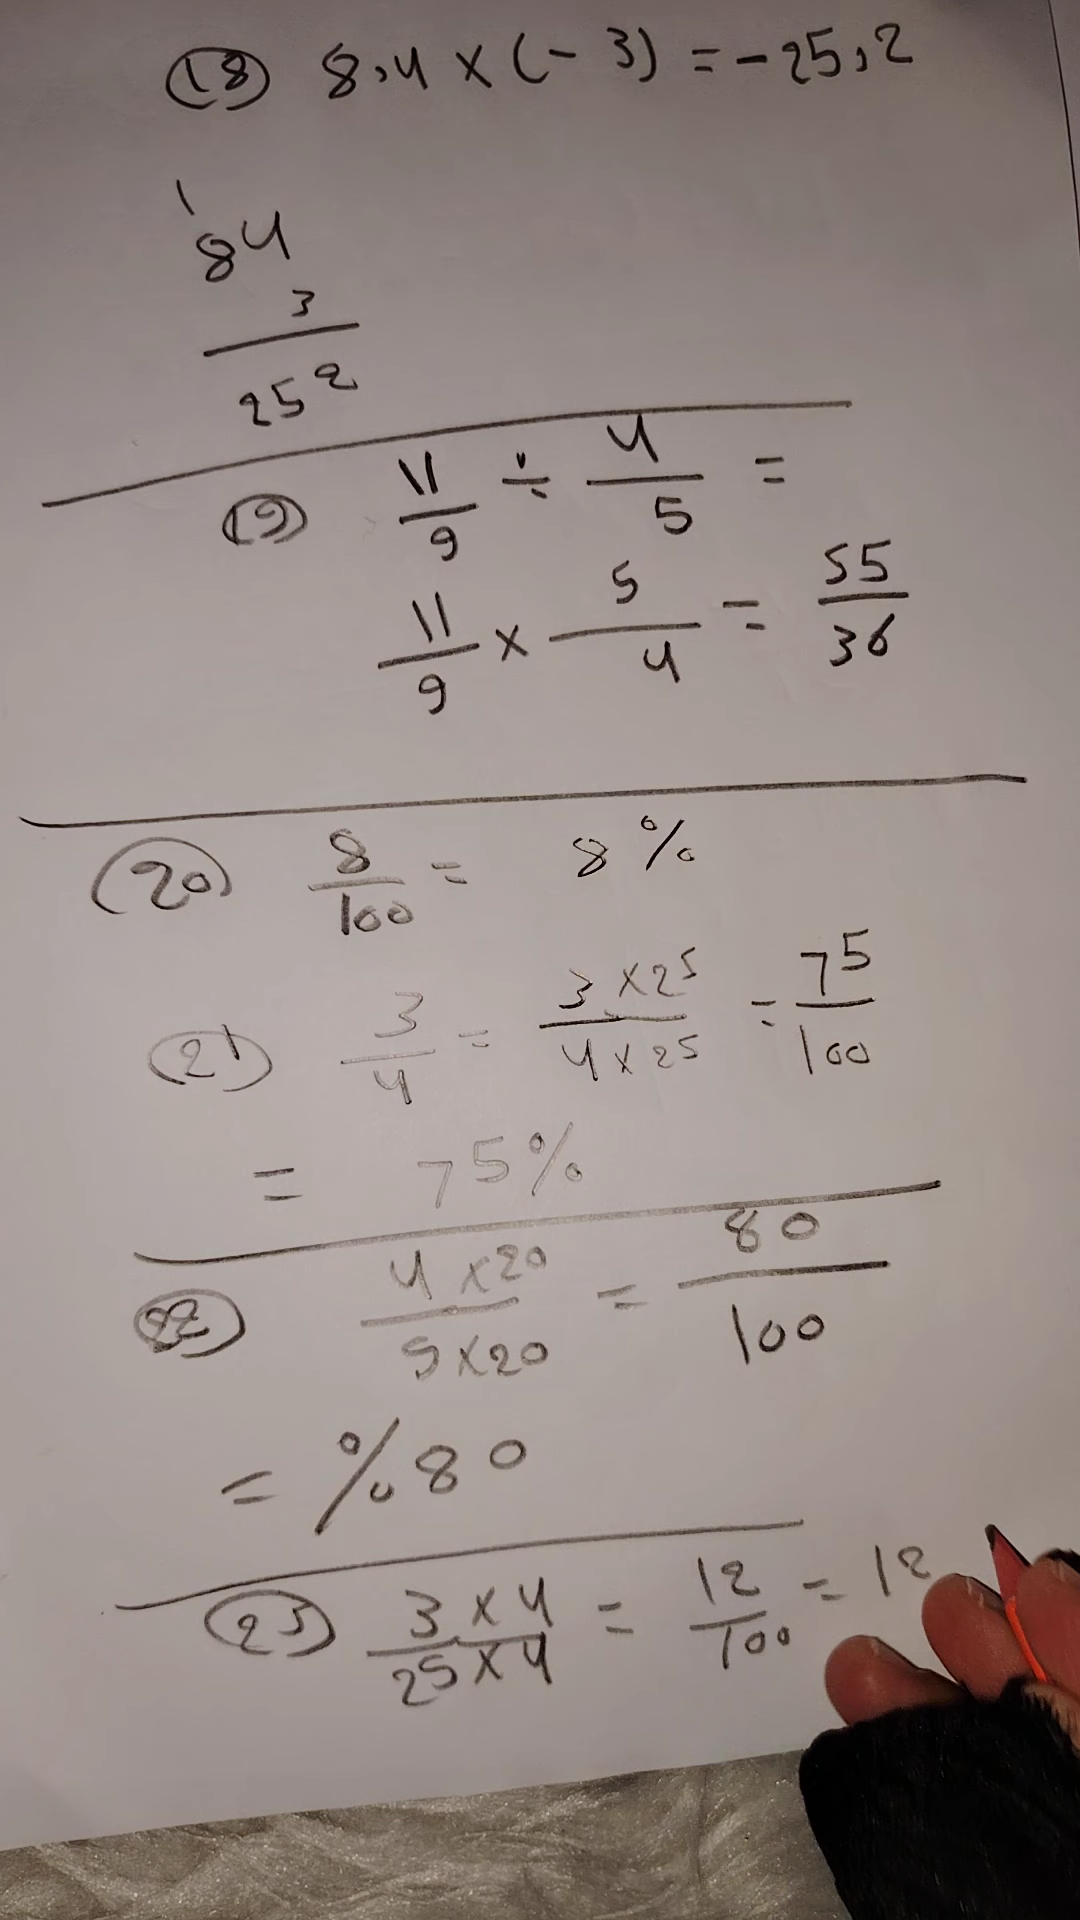 (18) 8,4 × (-3) = -25,2
1
84
3
252
(19) 11/9 ÷ 4/5 =
11/9 × 5/4 = 55/36
(20) 8/100 = 8%
(21) 3/4 = 3×25/4×25 = 75/100
= 75%
(22) 4×20/5×20 = 80/100
= %80
(23) 3×4/25×4 = 12/100 = 12